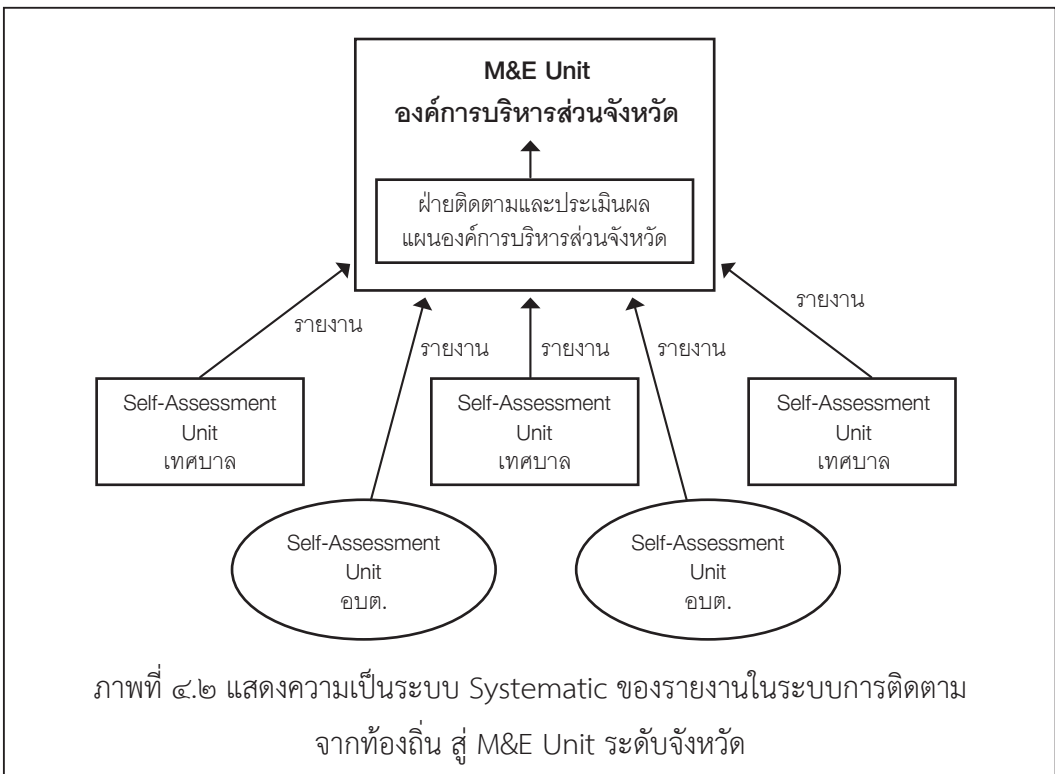 M&E Unit
องค์การบริหารส่วนจังหวัด
ฝ่ายติดตามและประเมินผล
แผนองค์การบริหารส่วนจังหวัด
รายงาน
รายงาน
รายงาน
รายงาน
รายงาน
Self-Assessment
Unit
เทศบาล
Self-Assessment
Unit
เทศบาล
Self-Assessment
Unit
เทศบาล
Self-Assessment
Unit
อบต.
Self-Assessment
Unit
อบต.
ภาพที่ ๔.๒ แสดงความเป็นระบบ Systematic ของรายงานในระบบการติดตาม
จากท้องถิ่น สู่ M&E Unit ระดับจังหวัด